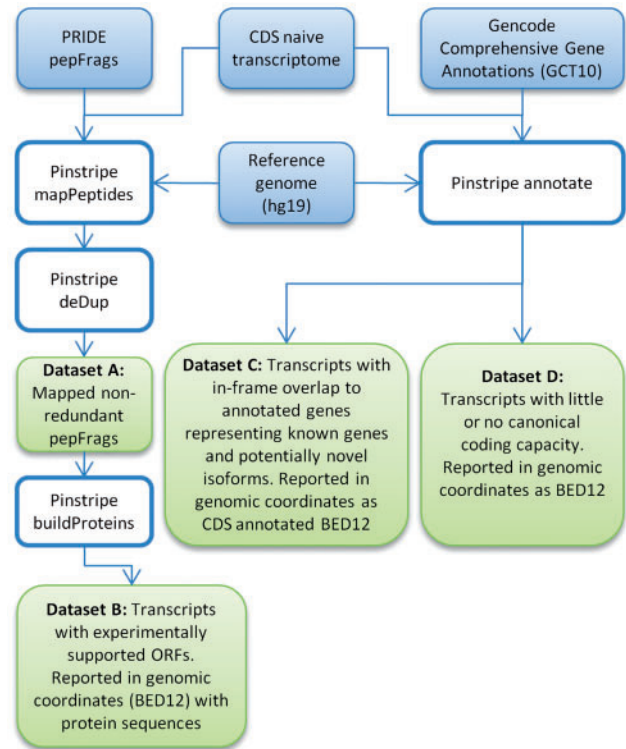 PRIDE
pepFrags
CDS naive
transcriptome
Gencode
Comprehensive Gene
Annotations (GCT10)
Pinstripe
mapPeptides
Reference
genome
(hg19)
Pinstripe annotate
Pinstripe
deDup
Dataset A:
Mapped non-
redundant
pepFrags
Dataset C: Transcripts with
in-frame overlap to
annotated genes
representing known genes
and potentially novel
isoforms. Reported in
genomic coordinates as
CDS annotated BED12
Dataset D:
Transcripts with little
or no canonical
coding capacity.
Reported in genomic
coordinates as BED12
Pinstripe
buildProteins
Dataset B: Transcripts
with experimentally
supported ORFs.
Reported in genomic
coordinates (BED12) with
protein sequences